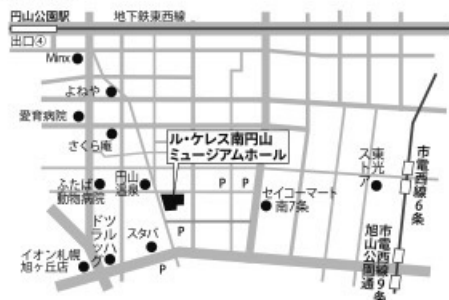 円山公園駅
地下鉄東西線
出口④
Minx
よねや
愛育病院
さくら庵
ル・ケレス南円山
ミュージアムホール
円山
温泉
ふたば
動物病院
P
P
セイコーマート
南7条
東光
ストア
市電西線6条
ツルハ
ドラッグ
スタバ
P
P
イオン札幌
旭ヶ丘店
市電西線9条
旭山公園通